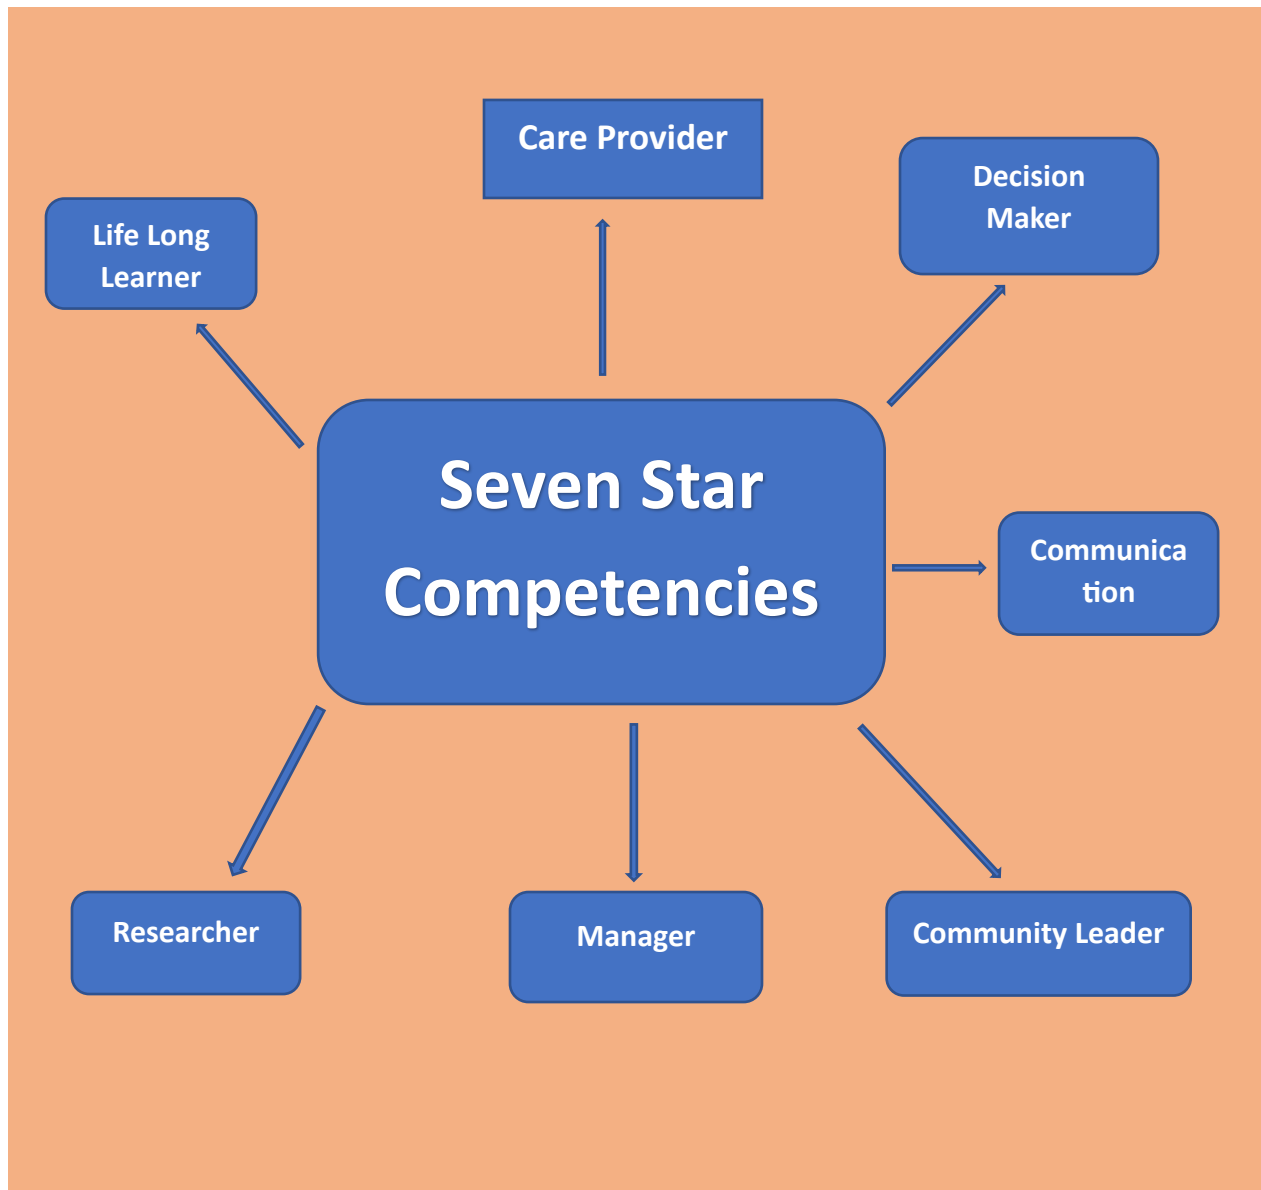 Care Provider
Decision
Maker
Life Long
Learner
Seven Star
Competencies
Communica
tion
Researcher
Manager
Community Leader